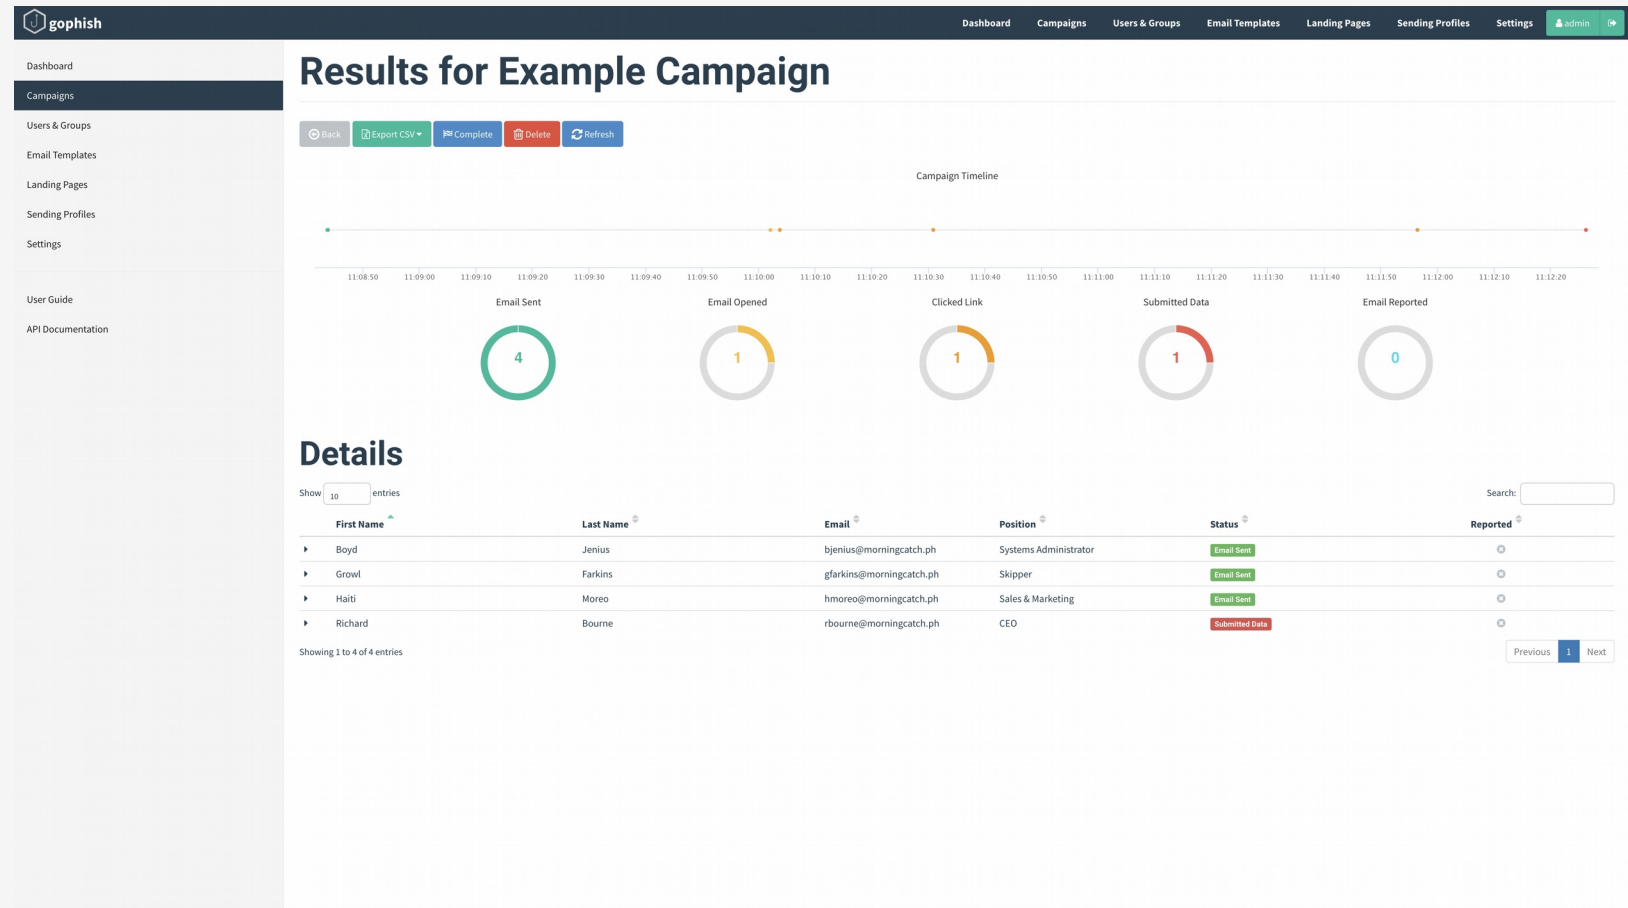 gophish
Dashboard Campaigns Users & Groups Email Templates Landing Pages Sending Profiles Settings admin
Dashboard
Campaigns
Users & Groups
Email Templates
Landing Pages
Sending Profiles
Settings
User Guide
API Documentation
Results for Example Campaign
Back Export CSV Complete Delete Refresh
Campaign Timeline
11:08:50 11:09:00 11:09:10 11:09:20 11:09:30 11:09:40 11:09:50 11:10:00 11:10:10 11:10:20 11:10:30 11:10:40 11:10:50 11:11:00 11:11:10 11:11:20 11:11:30 11:11:40 11:11:50 11:12:00 11:12:10 11:12:20
Email Sent Email Opened Clicked Link Submitted Data Email Reported
4 1 1 1 0
Details
Show 10 entries Search:
First Name Last Name Email Position Status Reported
Boyd Jenius bjenius@morningcatch.ph Systems Administrator Email Sent
Growl Farkins gfarkins@morningcatch.ph Skipper Email Sent
Haiti Moreo hmoreo@morningcatch.ph Sales & Marketing Email Sent
Richard Bourne rbourne@morningcatch.ph CEO Submitted Data
Showing 1 to 4 of 4 entries Previous 1 Next